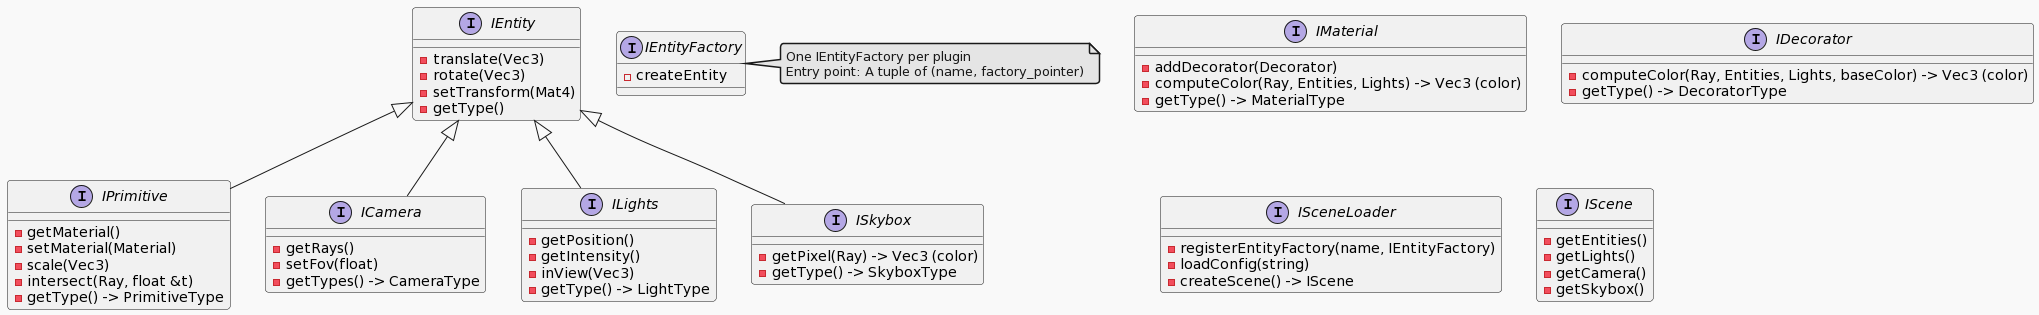 I IEntity
translate(Vec3)
rotate(Vec3)
setTransform(Mat4)
getType()
I IEntityFactory
createEntity
One IEntityFactory per plugin
Entry point: A tuple of (name, factory_pointer)
I IMaterial
addDecorator(Decorator)
computeColor(Ray, Entities, Lights) -> Vec3 (color)
getType() -> MaterialType
I IDecorator
computeColor(Ray, Entities, Lights, baseColor) -> Vec3 (color)
getType() -> DecoratorType
I IPrimitive
getMaterial()
setMaterial(Material)
scale(Vec3)
intersect(Ray, float &t)
getType() -> PrimitiveType
I ICamera
getRays()
setFov(float)
getTypes() -> CameraType
I ILights
getPosition()
getIntensity()
inView(Vec3)
getType() -> LightType
I ISkybox
getPixel(Ray) -> Vec3 (color)
getType() -> SkyboxType
I ISceneLoader
registerEntityFactory(name, IEntityFactory)
loadConfig(string)
createScene() -> IScene
I IScene
getEntities()
getLights()
getCamera()
getSkybox()